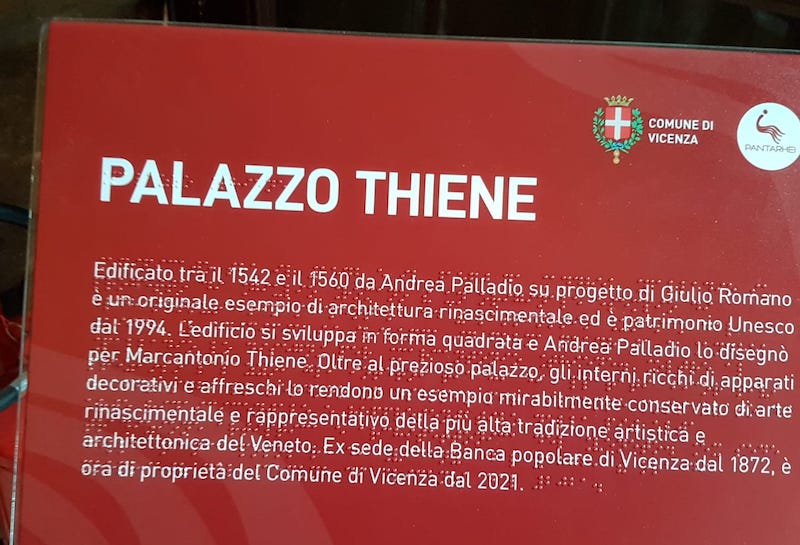 COMUNE DI
VICENZA
PANTARHEI
PALAZZO THIENE
Edificato tra il 1542 e il 1560 da Andrea Palladio su progetto di Giulio Romano
è un originale esempio di architettura rinascimentale ed è patrimonio Unesco
dal 1994. L'edificio si sviluppa in forma quadrata e Andrea Palladio lo disegnò
per Marcantonio Thiene. Oltre al prezioso palazzo, gli interni ricchi di apparati
decorativi e affreschi lo rendono un esempio mirabilmente conservato di arte
rinascimentale e rappresentativo della più alta tradizione artistica e
architettonica del Veneto. Ex sede della Banca popolare di Vicenza dal 1872, è
ora di proprietà del Comune di Vicenza dal 2021.